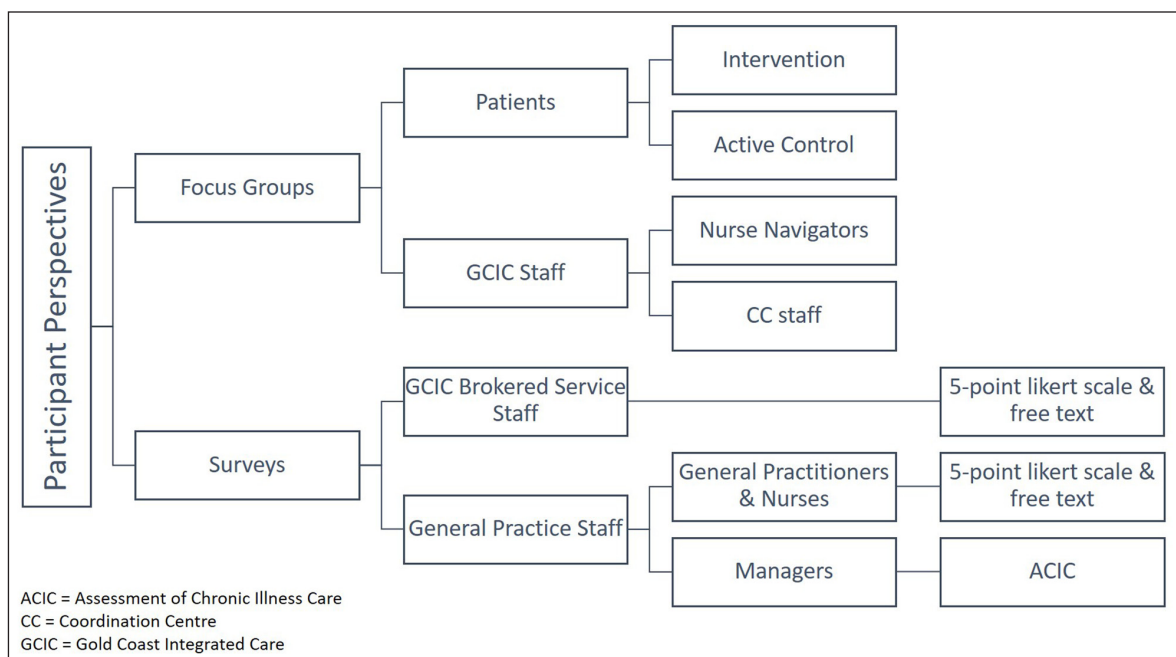 Participant Perspectives
Focus Groups
Patients
Intervention
Active Control
GCIC Staff
Nurse Navigators
CC staff
Surveys
GCIC Brokered Service
Staff
5-point likert scale &
free text
General Practice Staff
General Practitioners
& Nurses
5-point likert scale &
free text
Managers
ACIC
ACIC = Assessment of Chronic Illness Care
CC = Coordination Centre
GCIC = Gold Coast Integrated Care